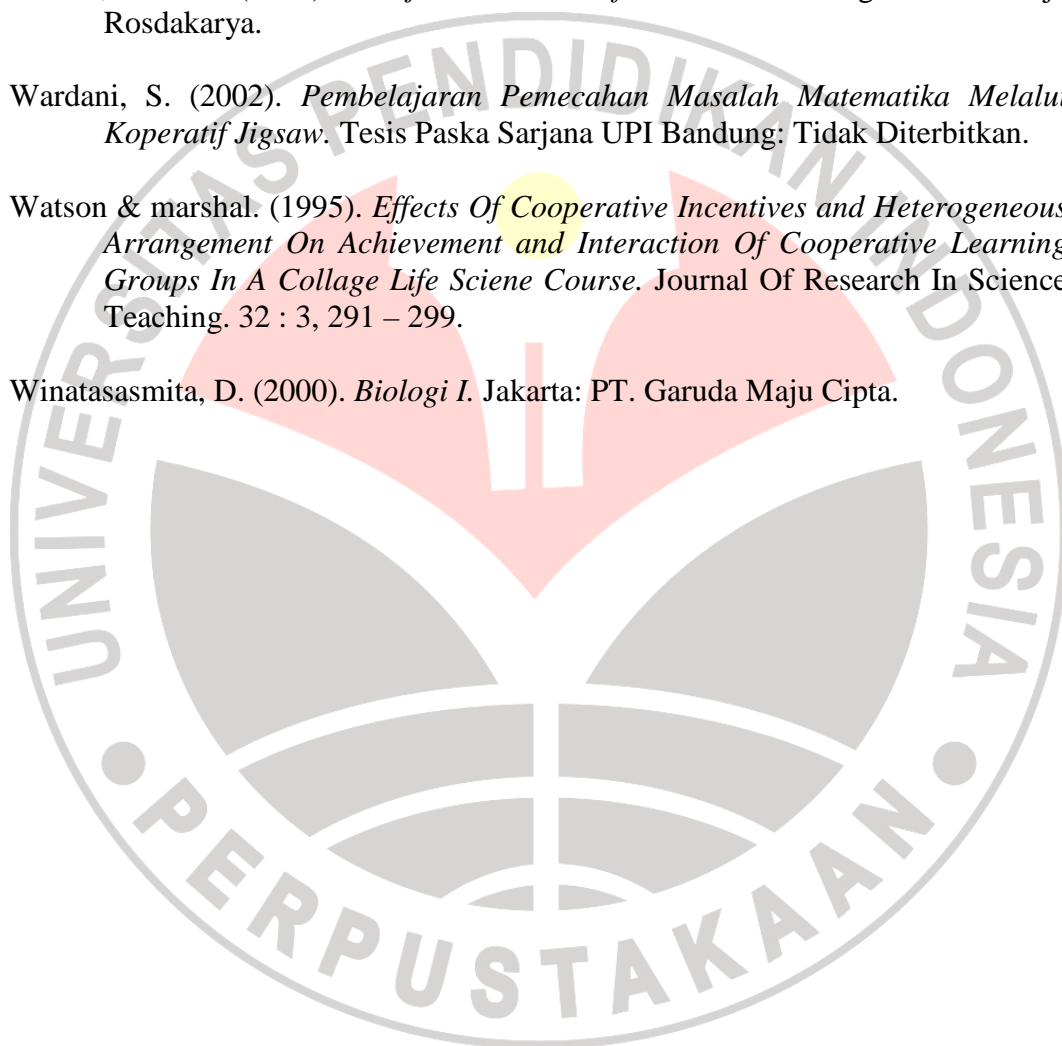 Rosdakarya.
Wardani, S. (2002). Pembelajaran Pemecahan Masalah Matematika Melalui
Koperatif Jigsaw. Tesis Paska Sarjana UPI Bandung: Tidak Diterbitkan.
Watson & marshal. (1995). Effects Of Cooperative Incentives and Heterogeneous
Arrangement On Achievement and Interaction Of Cooperative Learning
Groups In A Collage Life Sciene Course. Journal Of Research In Science
Teaching. 32 : 3, 291 – 299.
Winatasasmita, D. (2000). Biologi I. Jakarta: PT. Garuda Maju Cipta.
UNIVERSITAS PENDIDIKAN INDONESIA
PERPUSTAKAAN